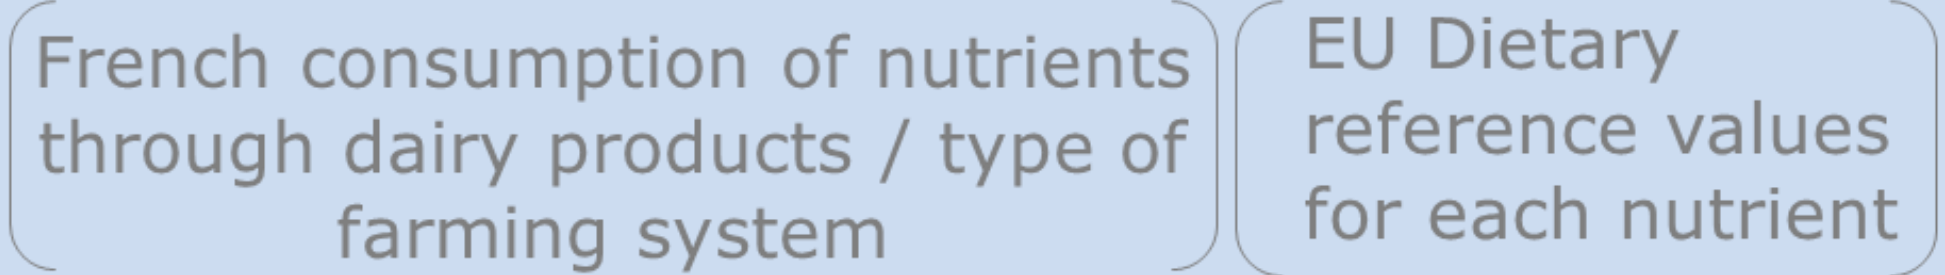 French consumption of nutrients
through dairy products / type of
farming system
EU Dietary
reference values
for each nutrient